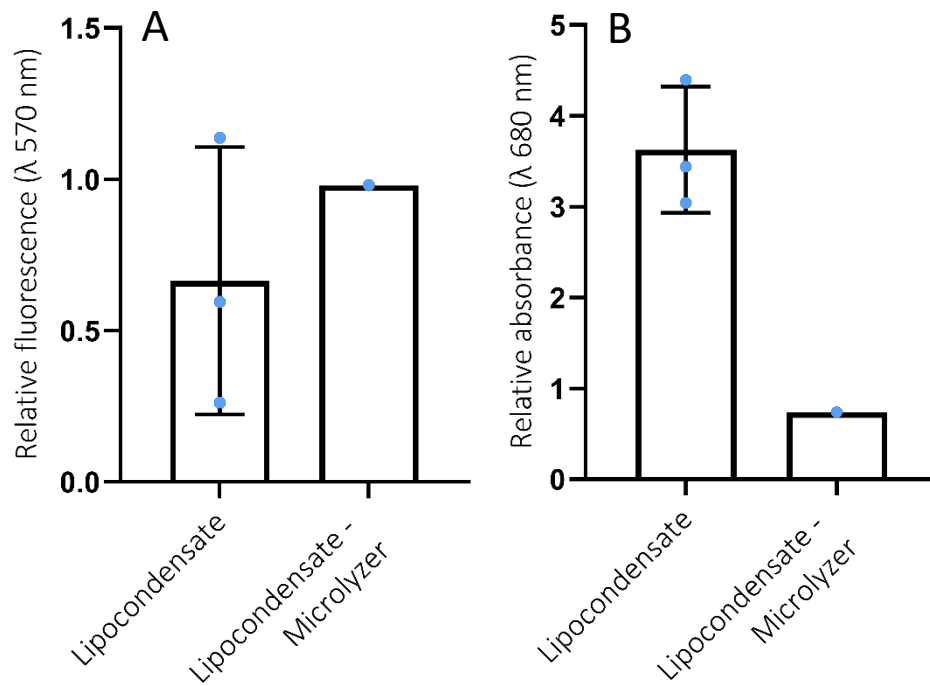 A
Relative fluorescence (λ 570 nm)
1.5
1.0
0.5
0.0
Lipocondensate
Lipocondensate -
Microlyzer
B
Relative absorbance (λ 680 nm)
5
4
3
2
1
0
Lipocondensate
Lipocondensate -
Microlyzer